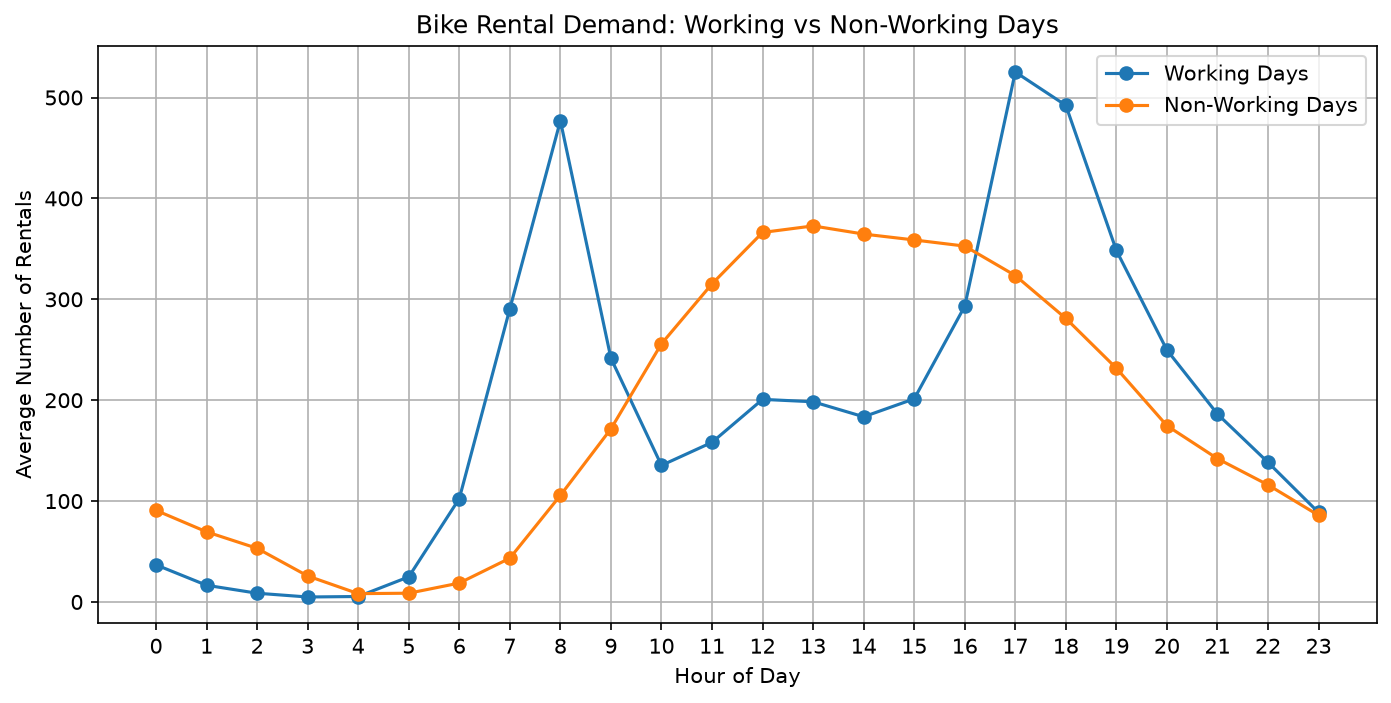 Bike Rental Demand: Working vs Non-Working Days
Working Days
Non-Working Days
Average Number of Rentals
500
400
300
200
100
0
0 1 2 3 4 5 6 7 8 9 10 11 12 13 14 15 16 17 18 19 20 21 22 23
Hour of Day